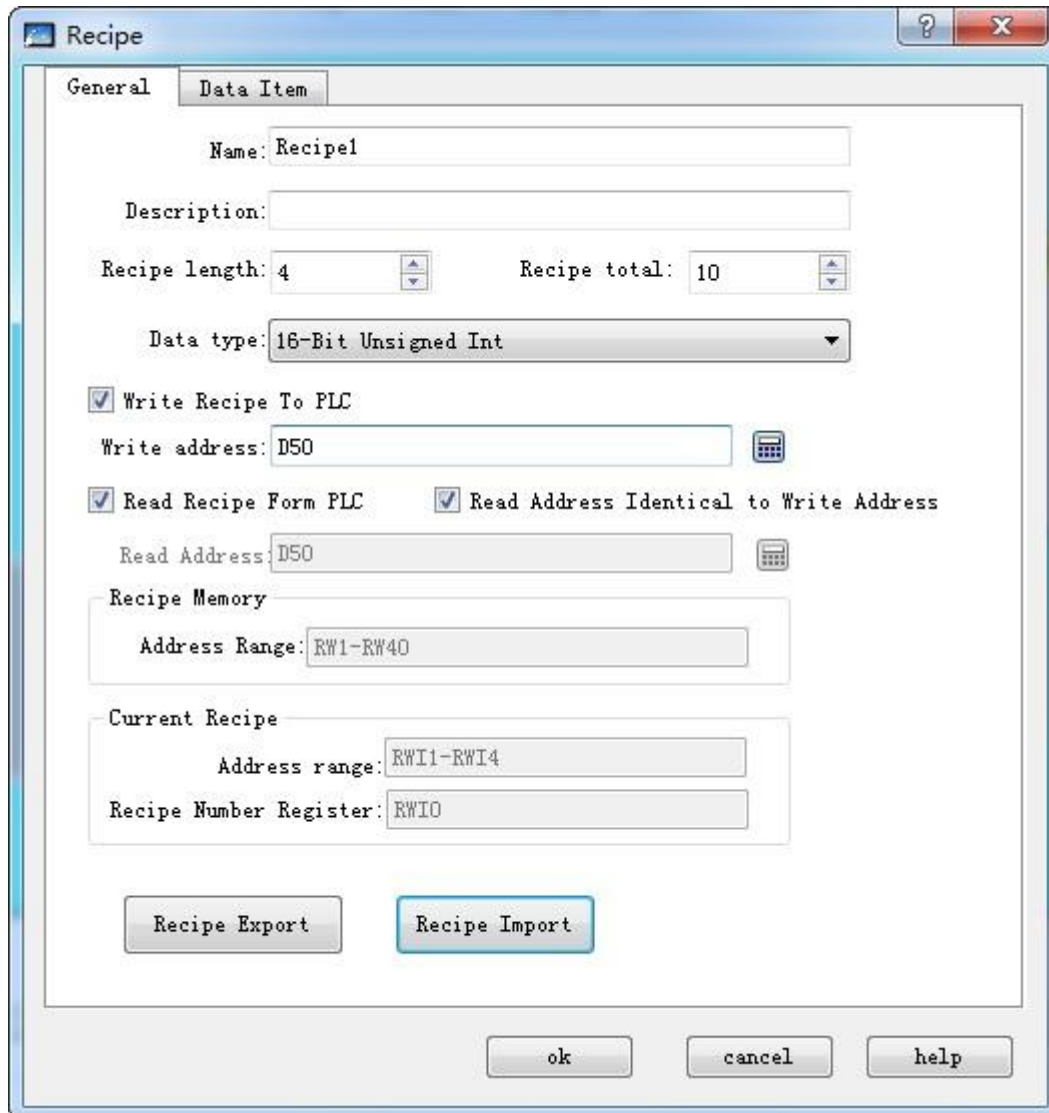 Recipe
General Data Item
Name: Recipe1
Description:
Recipe length: 4 Recipe total: 10
Data type: 16-Bit Unsigned Int
Write Recipe To PLC
Write address: D50
Read Recipe Form PLC Read Address Identical to Write Address
Read Address: D50
Recipe Memory
Address Range: RW1-RW40
Current Recipe
Address range: RWI1-RWI4
Recipe Number Register: RWI0
Recipe Export Recipe Import
ok cancel help